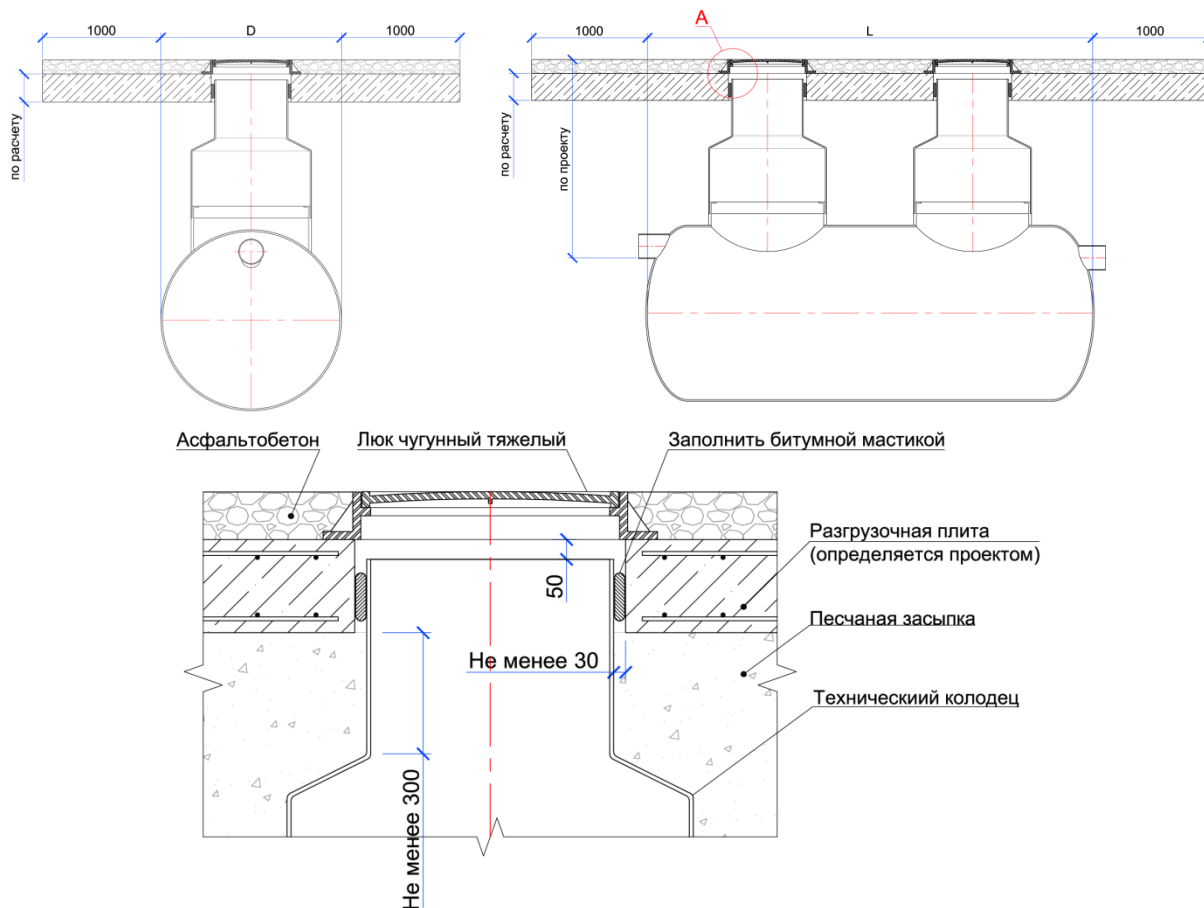 1000
D
1000
1000
A
L
1000
по расчету
по расчету
по проекту
Асфальтобетон
Люк чугунный тяжелый
Заполнить битумной мастикой
Разгрузочная плита
(определяется проектом)
50
Песчаная засыпка
Не менее 30
Техническиий колодец
Не менее 300